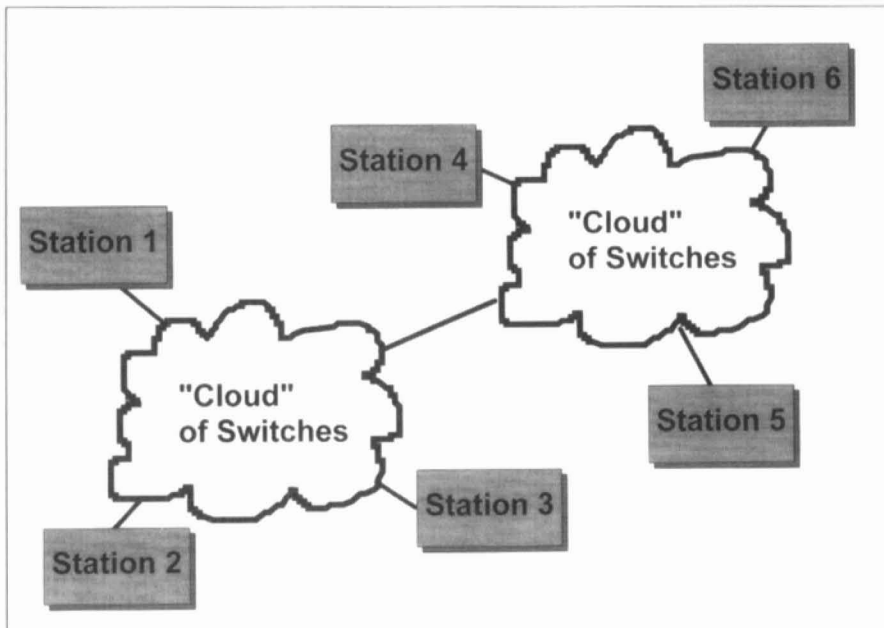 Station 6
Station 4
"Cloud"
of Switches
Station 1
Station 5
"Cloud"
of Switches
Station 3
Station 2